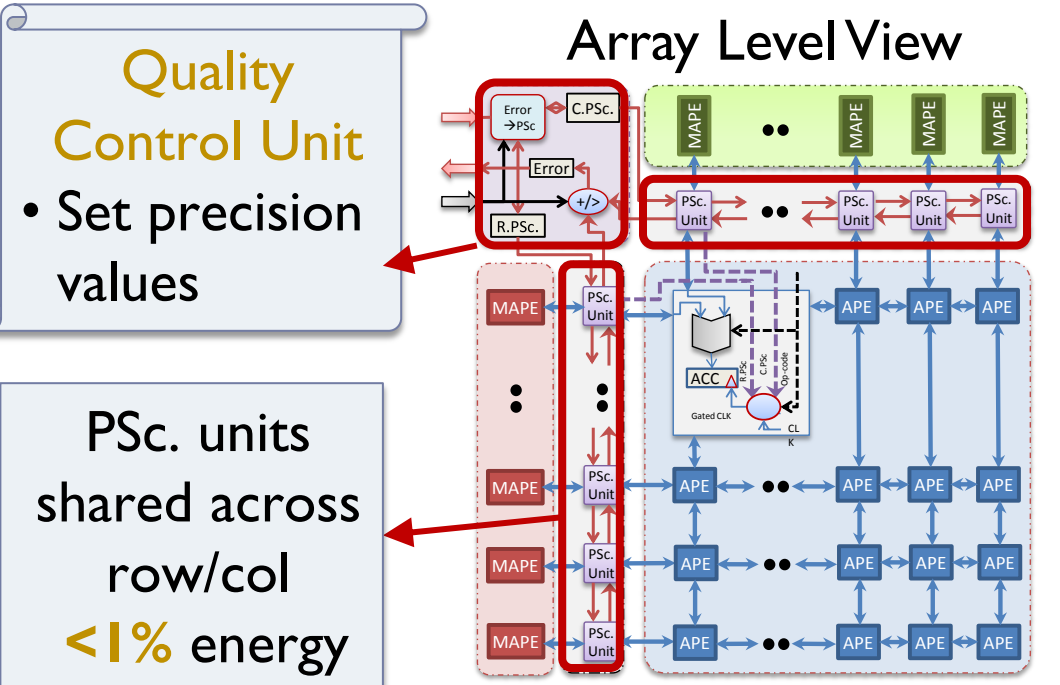 Array Level View
Quality
Control Unit
• Set precision
values
PSc. units
shared across
row/col
<1% energy
Error
→PSc
C.PSc.
Error
+/>
R.PSc.
MAPE
MAPE
MAPE
MAPE
PSc.
Unit
PSc.
Unit
PSc.
Unit
PSc.
Unit
MAPE
PSc.
Unit
R.PSc
C.PSc
Op-code
ACC
Gated CLK
CL
K
APE
APE
APE
MAPE
PSc.
Unit
APE
APE
APE
APE
MAPE
PSc.
Unit
APE
APE
APE
APE
MAPE
PSc.
Unit
APE
APE
APE
APE